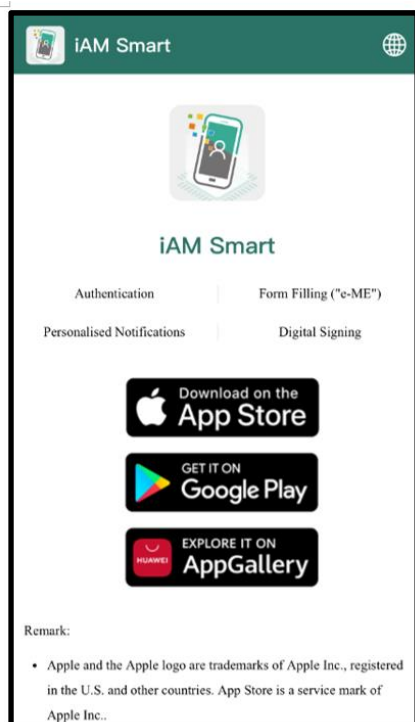 iAM Smart
iAM Smart
Authentication
Form Filling ("e-ME")
Personalised Notifications
Digital Signing
Download on the
App Store
GET IT ON
Google Play
HUAWEI
EXPLORE IT ON
AppGallery
Remark:
• Apple and the Apple logo are trademarks of Apple Inc., registered
in the U.S. and other countries. App Store is a service mark of
Apple Inc..